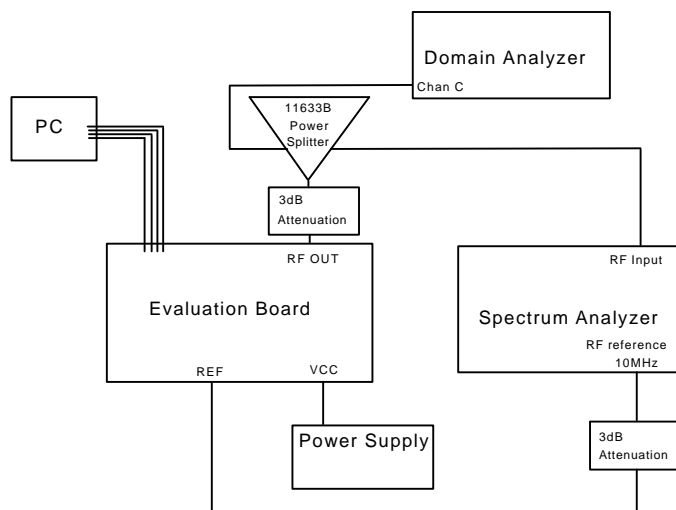 Domain Analyzer
Chan C
11633B
Power
Splitter
PC
3dB
Attenuation
RF OUT
RF Input
Evaluation Board
Spectrum Analyzer
RF reference
10MHz
REF
VCC
Power Supply
3dB
Attenuation